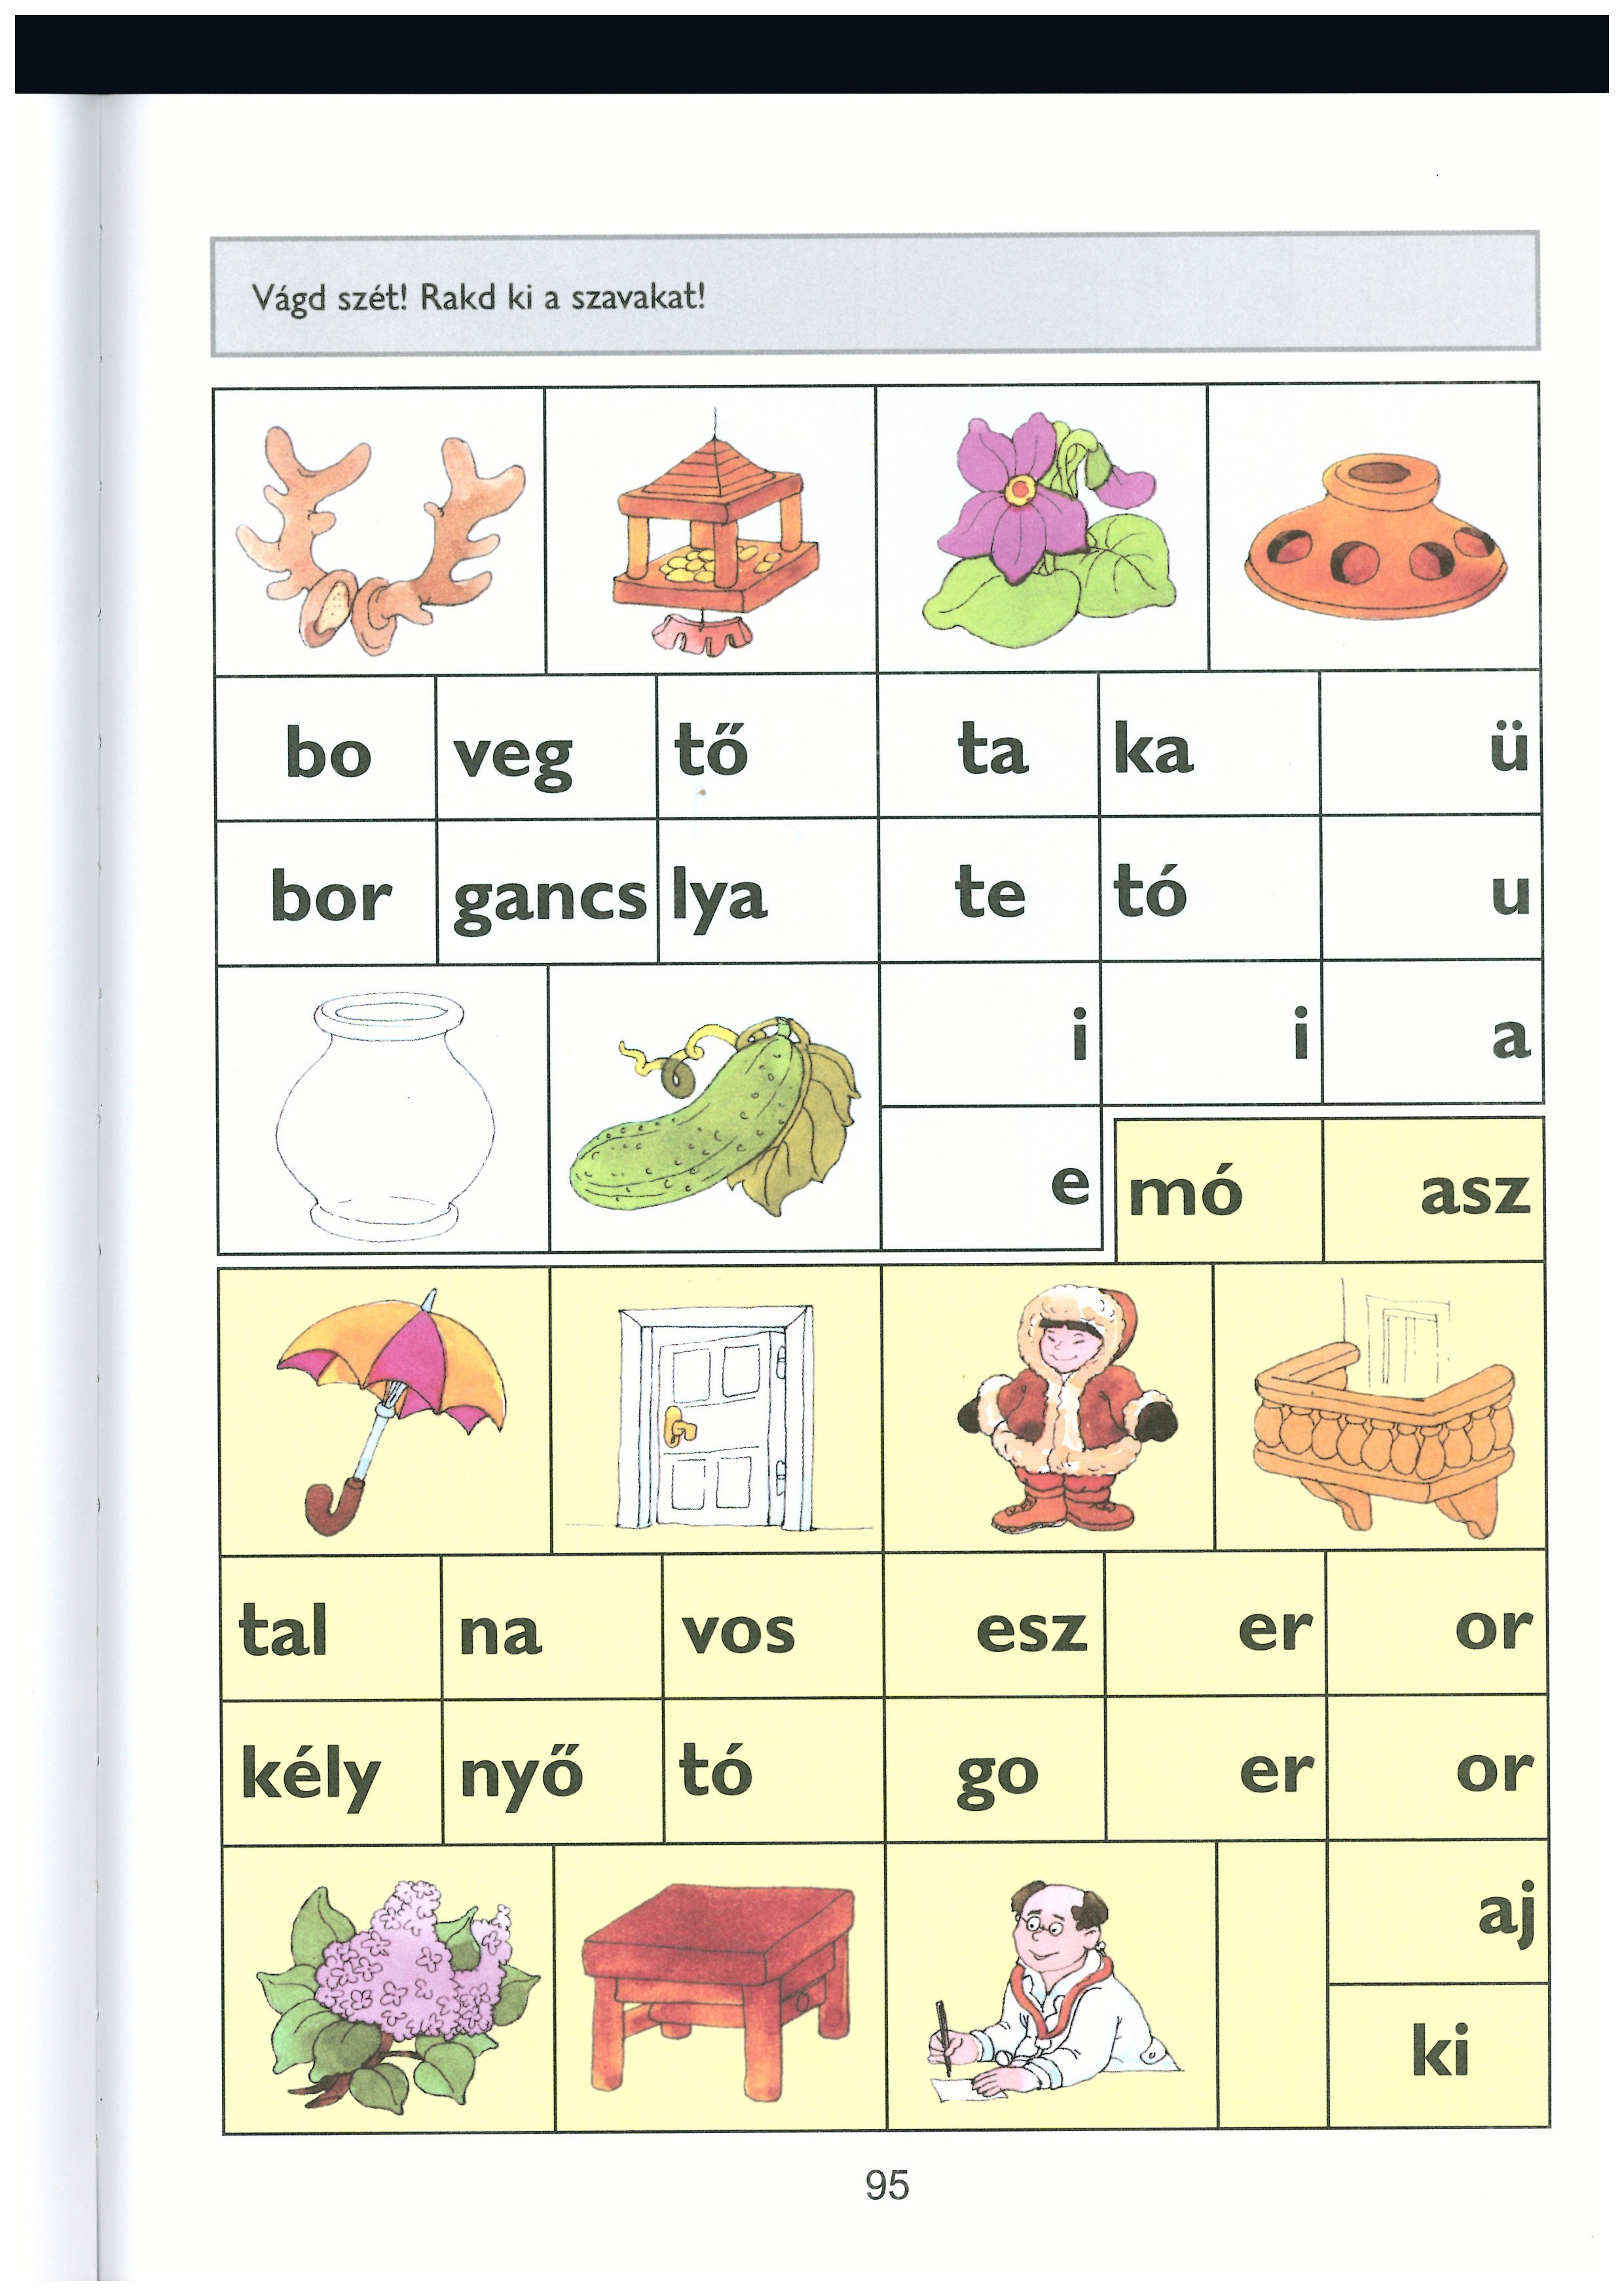 Vágd szét! Rakd ki a szavakat!
bo veg tő ta ka ü
bor gancs lya te tó u
i i a
e mó asz
tal na vos esz er or
kély nyő tó go er or
aj
ki
95